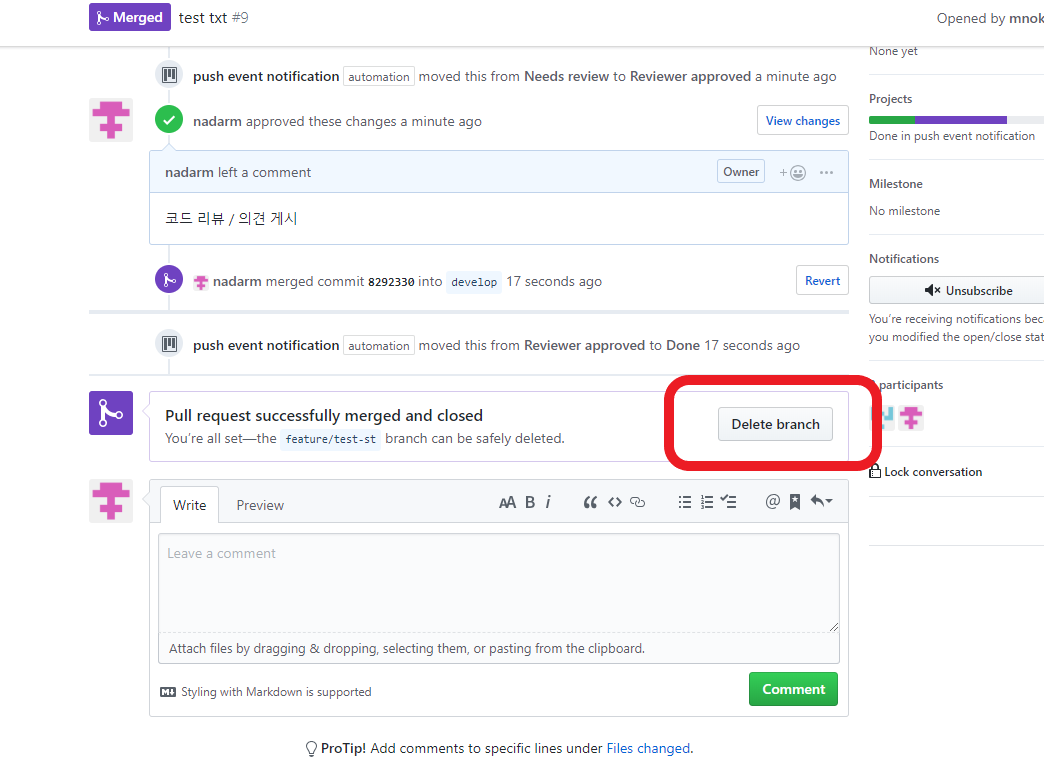 Merged test txt #9
Opened by mnok
push event notification automation moved this from Needs review to Reviewer approved a minute ago
nadarm approved these changes a minute ago
View changes
nadarm left a comment
Owner
코드 리뷰 / 의견 게시
nadarm merged commit 8292330 into develop 17 seconds ago
Revert
push event notification automation moved this from Reviewer approved to Done 17 seconds ago
Pull request successfully merged and closed
You’re all set—the feature/test-st branch can be safely deleted.
Delete branch
Write
Preview
AA B i
Leave a comment
Attach files by dragging & dropping, selecting them, or pasting from the clipboard.
Styling with Markdown is supported
Comment
ProTip! Add comments to specific lines under Files changed.
None yet
Projects
Done in push event notification
Milestone
No milestone
Notifications
Unsubscribe
You’re receiving notifications beca
you modified the open/close stat
participants
Lock conversation